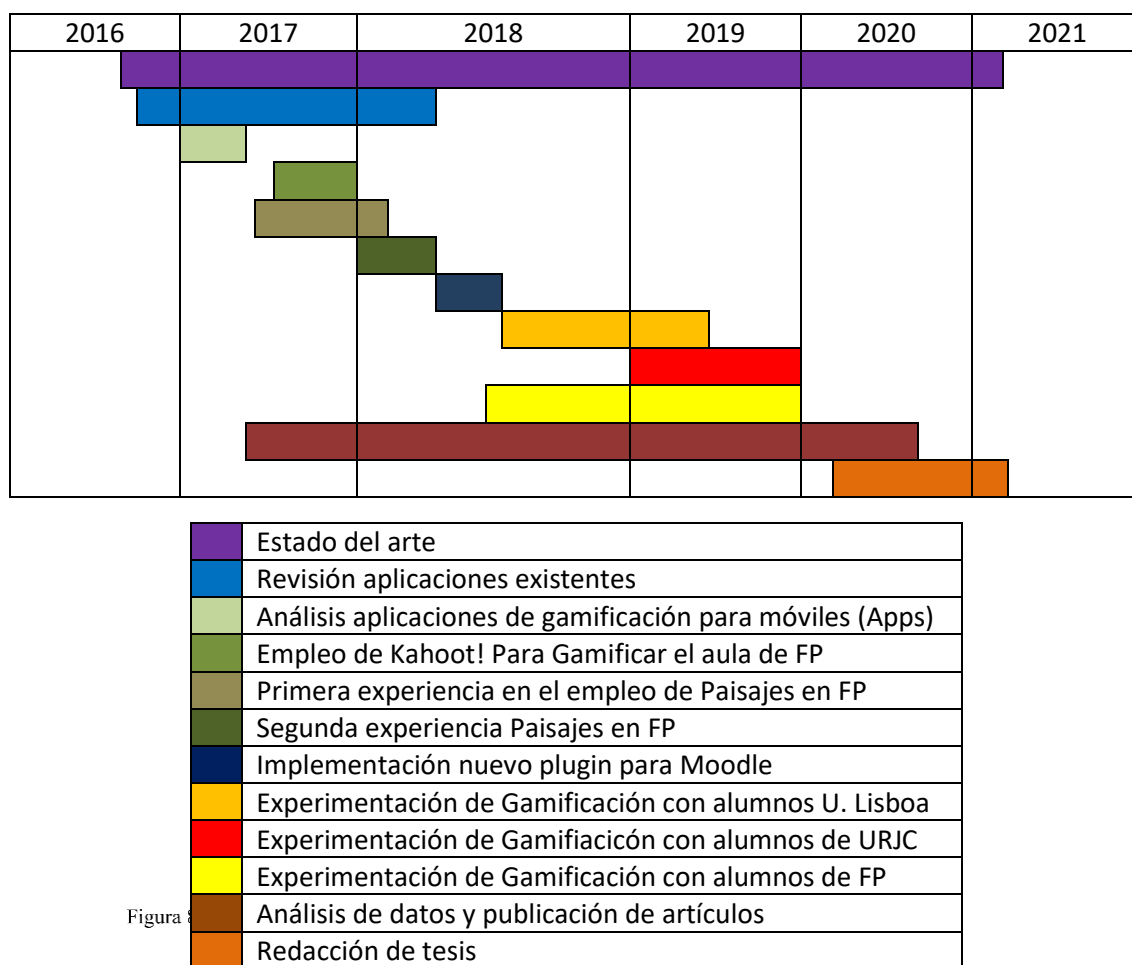 2016 2017 2018 2019 2020 2021
Estado del arte
Revisión aplicaciones existentes
Análisis aplicaciones de gamificación para móviles (Apps)
Empleo de Kahoot! Para Gamificar el aula de FP
Primera experiencia en el empleo de Paisajes en FP
Segunda experiencia Paisajes en FP
Implementación nuevo plugin para Moodle
Experimentación de Gamificación con alumnos U. Lisboa
Experimentación de Gamifiacicón con alumnos de URJC
Experimentación de Gamificación con alumnos de FP
Análisis de datos y publicación de artículos
Figura
Redacción de tesis